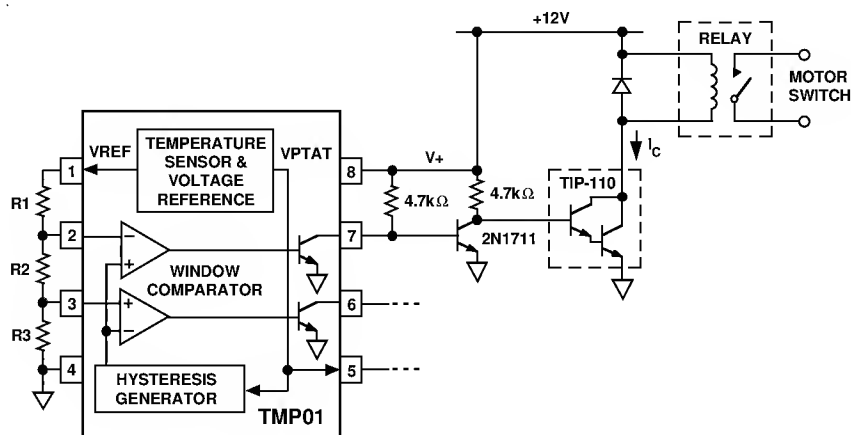 +12V
RELAY
MOTOR
SWITCH
I_C
TIP-110
V+
4.7kΩ
4.7kΩ
2N1711
VREF
TEMPERATURE
SENSOR &
VOLTAGE
REFERENCE
VPTAT
1
8
R1
2
7
R2
WINDOW
COMPARATOR
3
6
R3
4
5
HYSTERESIS
GENERATOR
TMP01
− +
+ −